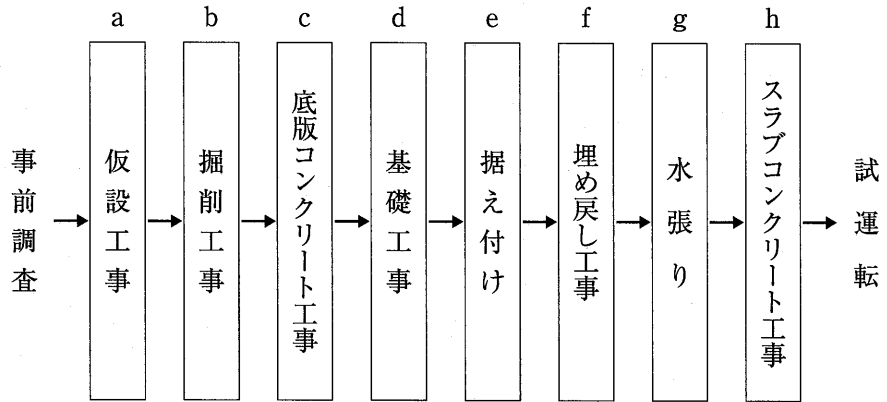 a b c d e f g h
事前調査
仮設工事
掘削工事
底版コンクリート工事
基礎工事
据え付け
埋め戻し工事
水張り
スラブコンクリート工事
試運転